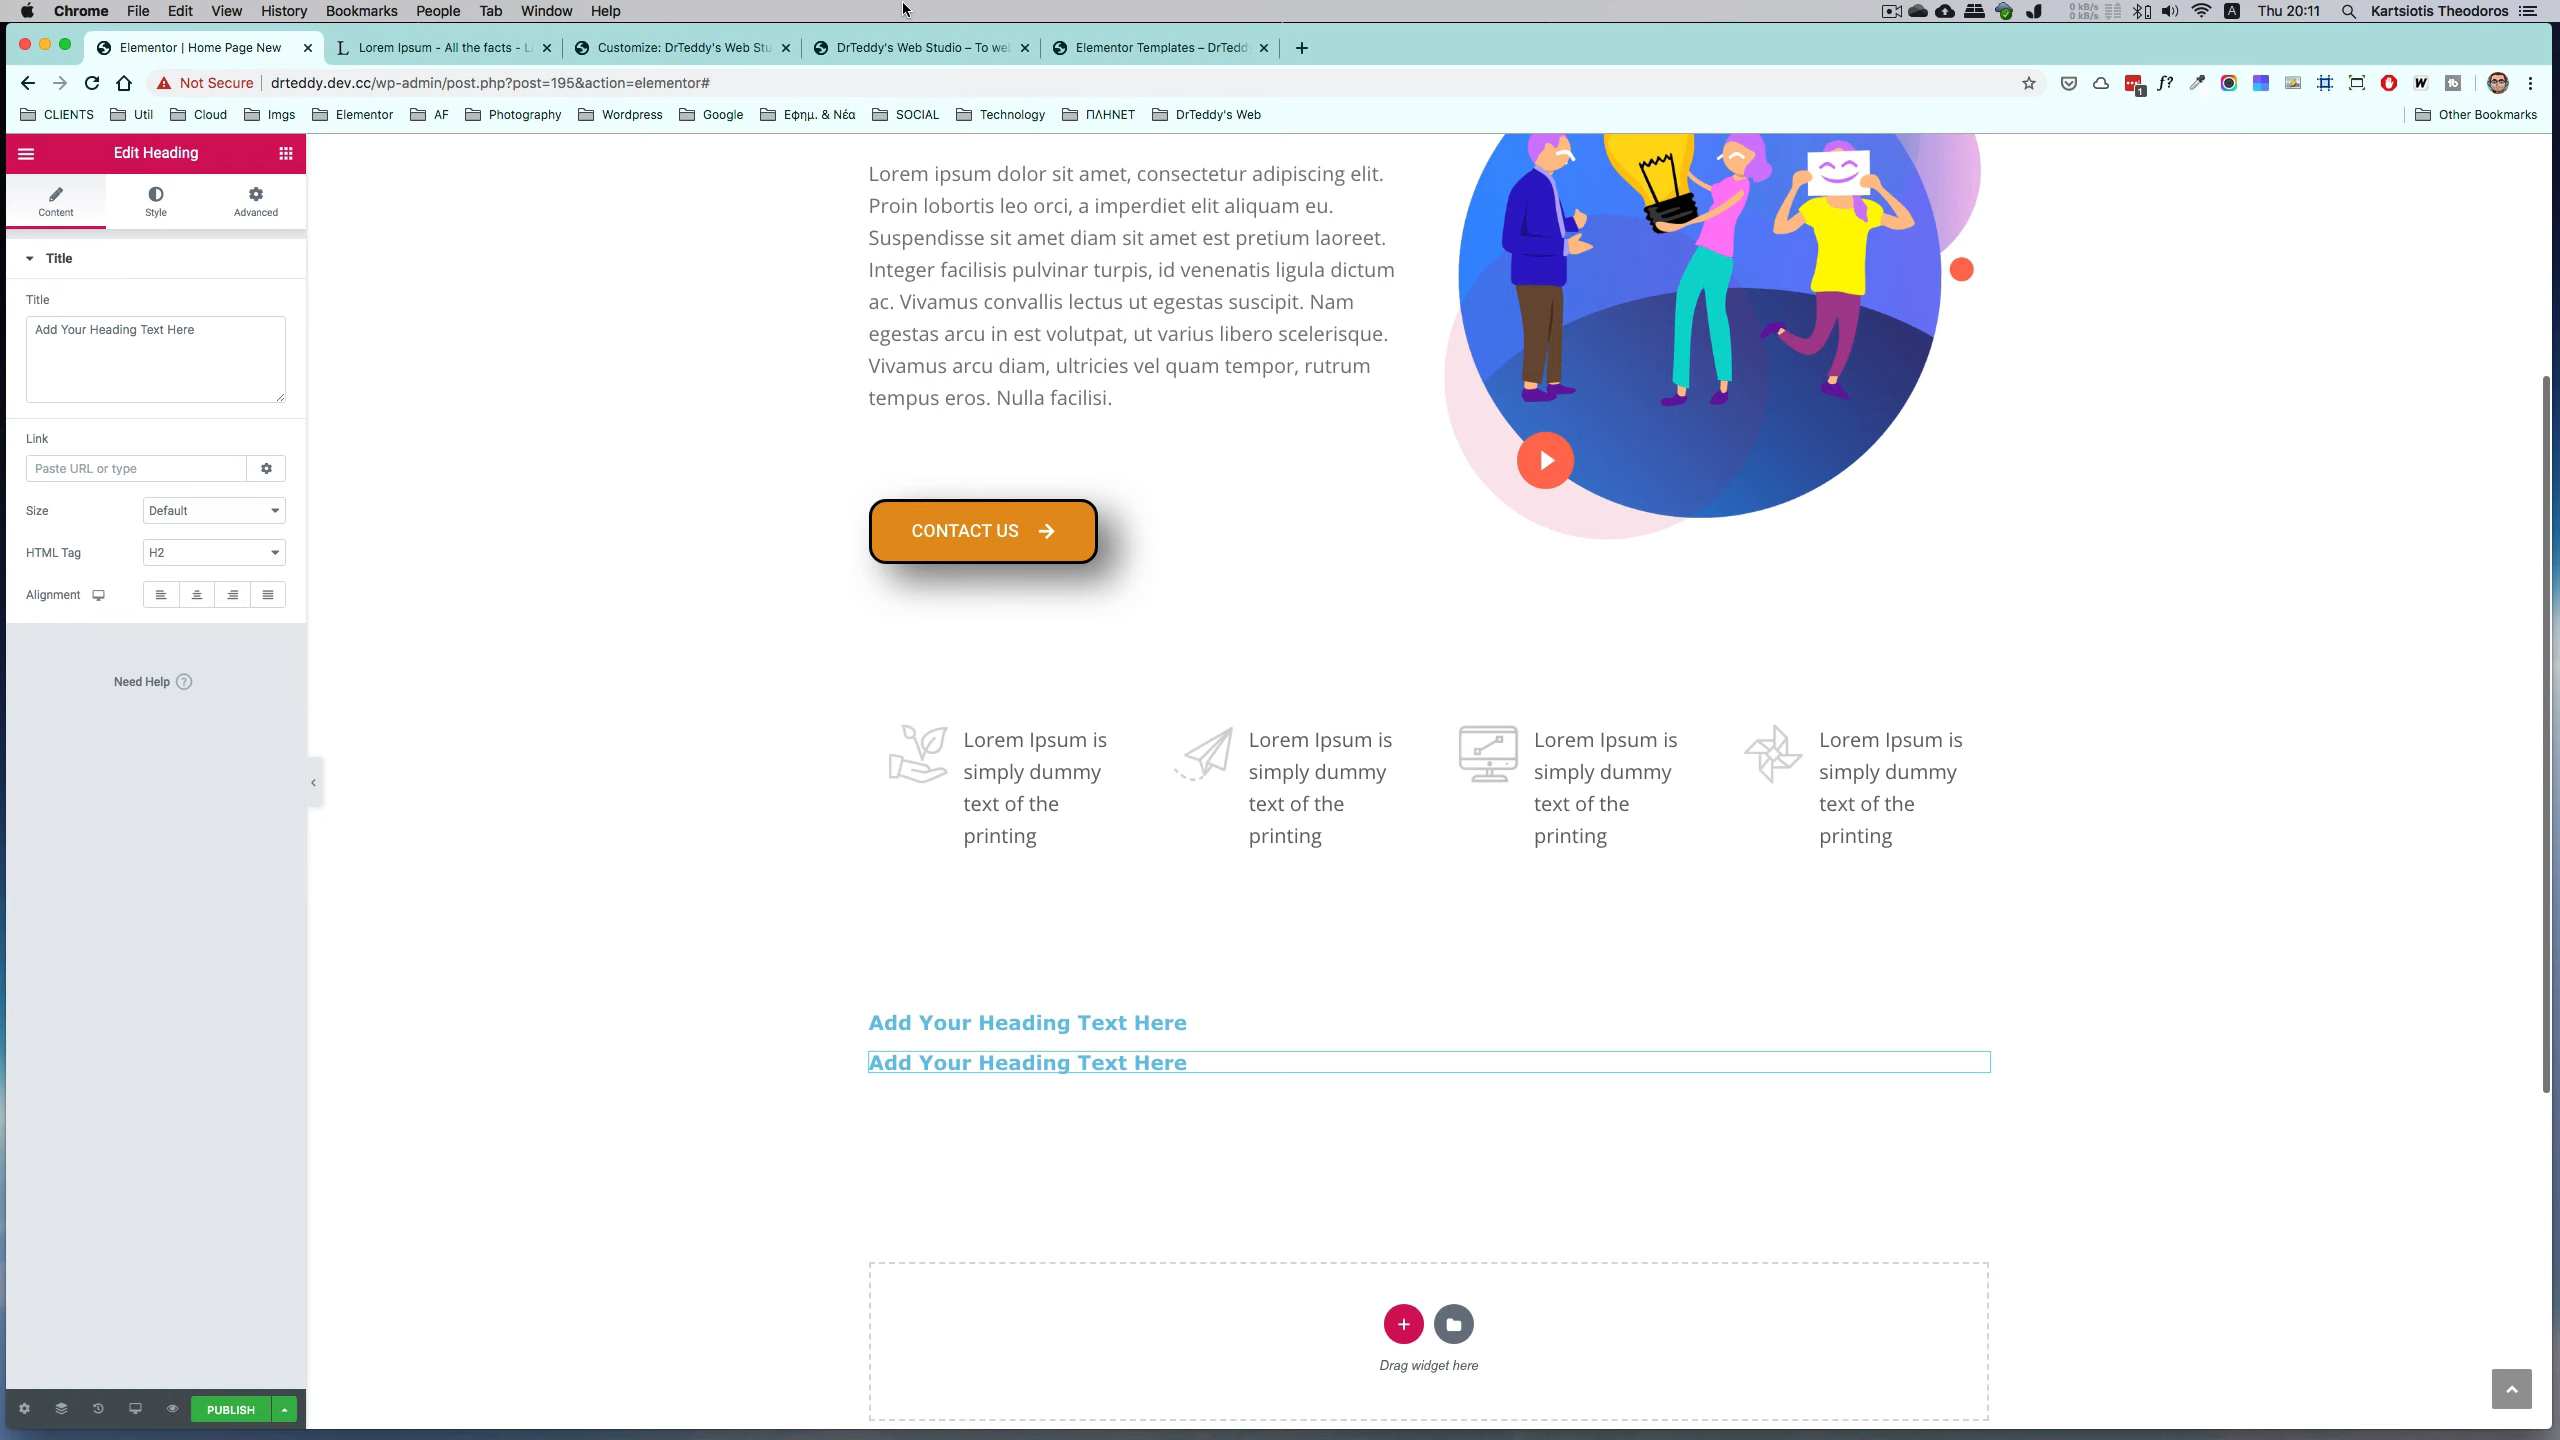 Chrome File Edit View History Bookmarks People Tab Window Help
0 kB/s
0 kB/s
A Thu 20:11 Kartsiotis Theodoros
Elementor | Home Page New
Lorem Ipsum - All the facts - L
Customize: DrTeddy's Web Stu
DrTeddy's Web Studio – To we
Elementor Templates – DrTedd
Not Secure drteddy.dev.cc/wp-admin/post.php?post=195&action=elementor#
1 f? W
CLIENTS Util Cloud Imgs Elementor AF Photography Wordpress Google Εφημ. & Νέα SOCIAL Technology ΠΛΗΝΕΤ DrTeddy's Web Other Bookmarks
Edit Heading
Content Style Advanced
Title
Title
Add Your Heading Text Here
Link
Paste URL or type
Size Default
HTML Tag H2
Alignment
Need Help ?
PUBLISH
Lorem ipsum dolor sit amet, consectetur adipiscing elit.
Proin lobortis leo orci, a imperdiet elit aliquam eu.
Suspendisse sit amet diam sit amet est pretium laoreet.
Integer facilisis pulvinar turpis, id venenatis ligula dictum
ac. Vivamus convallis lectus ut egestas suscipit. Nam
egestas arcu in est volutpat, ut varius libero scelerisque.
Vivamus arcu diam, ultricies vel quam tempor, rutrum
tempus eros. Nulla facilisi.
CONTACT US
Lorem Ipsum is
simply dummy
text of the
printing
Lorem Ipsum is
simply dummy
text of the
printing
Lorem Ipsum is
simply dummy
text of the
printing
Lorem Ipsum is
simply dummy
text of the
printing
Add Your Heading Text Here
Add Your Heading Text Here
Drag widget here